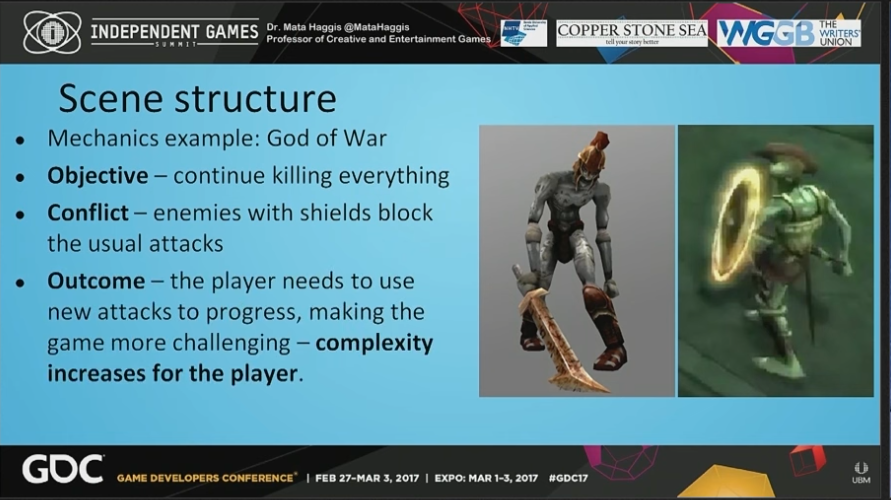 INDEPENDENT GAMES
SUMMIT
Dr. Mata Haggis @MataHaggis
Professor of Creative and Entertainment Games
COPPER STONE SEA
tell your story better
WGGB
THE
WRITERS'
UNION
Scene structure
• Mechanics example: God of War
• Objective – continue killing everything
• Conflict – enemies with shields block
the usual attacks
• Outcome – the player needs to use
new attacks to progress, making the
game more challenging – complexity
increases for the player.
GDC
GAME DEVELOPERS CONFERENCE® | FEB 27-MAR 3, 2017 | EXPO: MAR 1-3, 2017 #GDC17
UBM